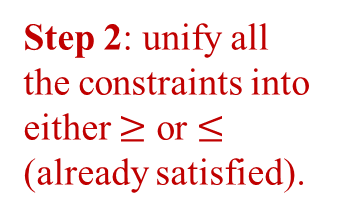 Step 2: unify all
the constraints into
either ≥ or ≤
(already satisfied).